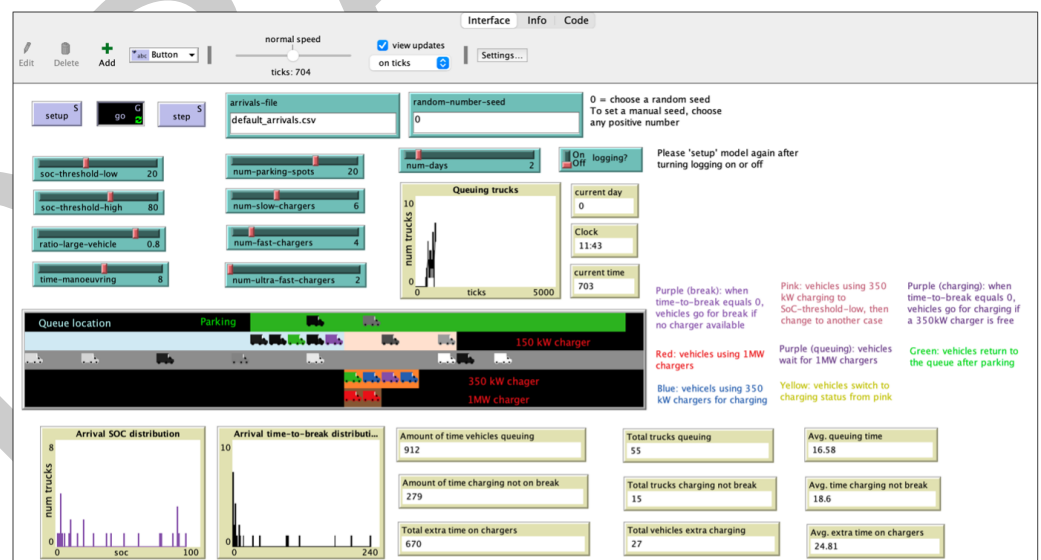 Interface Info Code
normal speed
Edit Delete Add abc Button
view updates
on ticks
Settings...
ticks: 704
setup S
go G
step S
arrivals-file
default_arrivals.csv
random-number-seed
0
0 = choose a random seed
To set a manual seed, choose
any positive number
soc-threshold-low 20
num-parking-spots 20
num-days 2
On
Off
logging?
Please 'setup' model again after
turning logging on or off
soc-threshold-high 80
num-slow-chargers 6
ratio-large-vehicle 0.8
num-fast-chargers 4
time-manoeuvring 8
num-ultra-fast-chargers 2
Queuing trucks
10
num trucks
0
0 ticks 5000
current day
0
Clock
11:43
current time
703
Queue location
Parking
150 kW charger
350 kW chager
1MW charger
Purple (break): when
time-to-break equals 0,
vehicles go for break if
no charger available
Pink: vehicles using 350
kW charging to
SoC-threshold-low, then
change to another case
Purple (charging): when
time-to-break equals 0,
vehicles go for charging if
a 350kW charger is free
Red: vehicles using 1MW
chargers
Purple (queuing): vehicles
wait for 1MW chargers
Green: vehicles return to
the queue after parking
Blue: vehicels using 350
kW chargers for charging
Yellow: vehicles switch to
charging status from pink
Arrival SOC distribution
8
num trucks
0
0 soc 100
Arrival time-to-break distributi...
10
0
0 240
Amount of time vehicles queuing
912
Total trucks queuing
55
Avg. queuing time
16.58
Amount of time charging not on break
279
Total trucks charging not break
15
Avg. time charging not break
18.6
Total extra time on chargers
670
Total vehicles extra charging
27
Avg. extra time on chargers
24.81